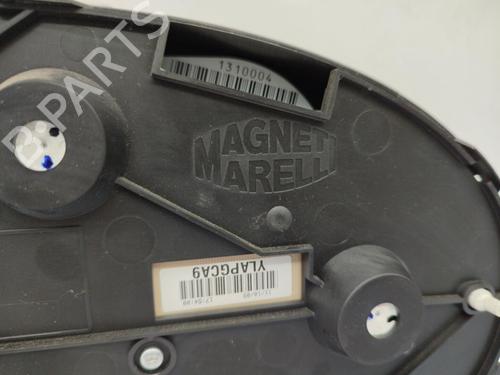 B-PARTS
1310004
MAGNETI
MARELLI
YLAPGCA9